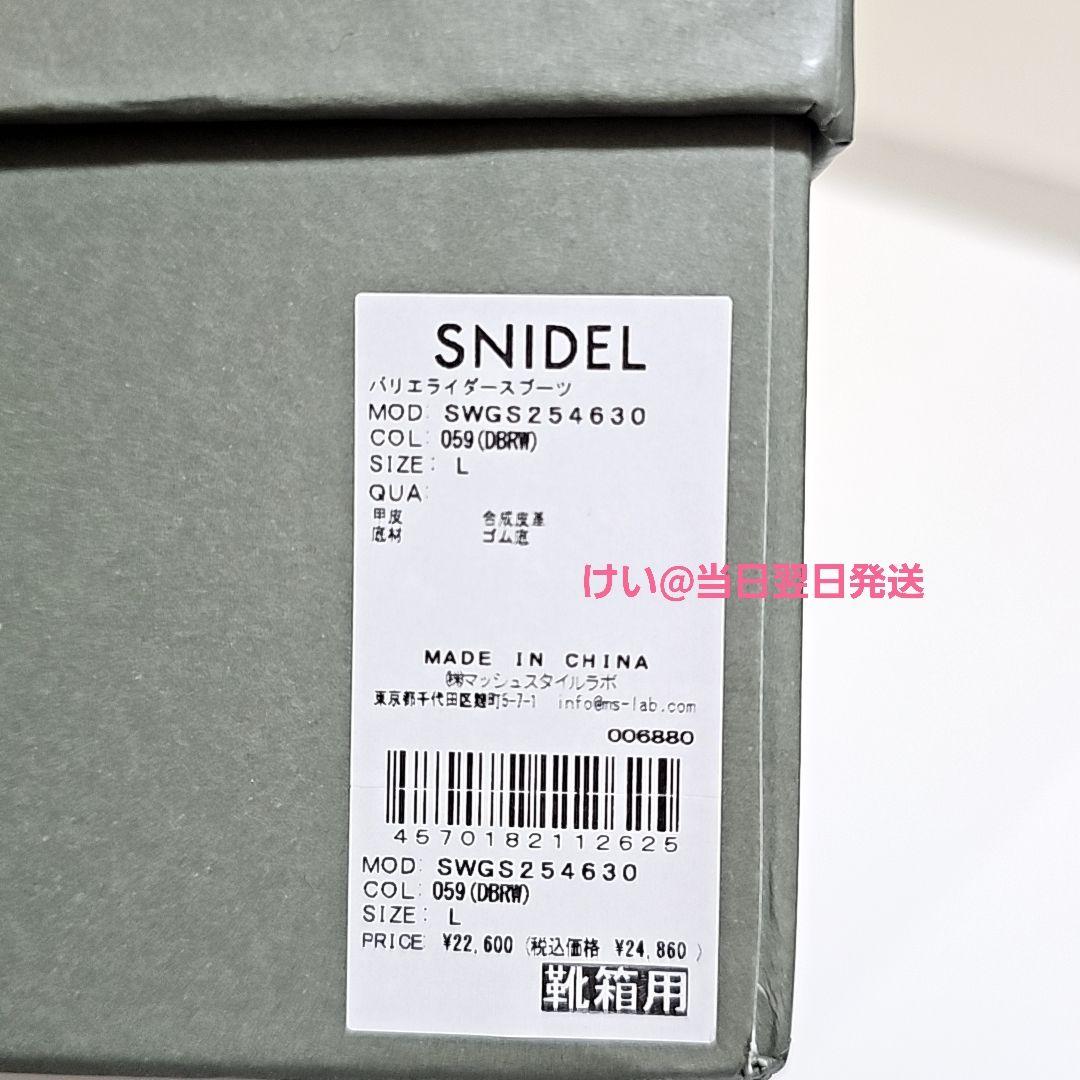 SNIDEL
バリエライダースブーツ
MOD: SWGS254630
COL: 059(DBRW)
SIZE: L
QUA:
甲皮 合成皮革
底材 ゴム底
けい@当日翌日発送
MADE IN CHINA
㈱マッシュスタイルラボ
東京都千代田区麹町5-7-1 info@ms-lab.com
006880
4570182112625
MOD: SWGS254630
COL: 059(DBRW)
SIZE: L
PRICE: ¥22,600 (税込価格 ¥24,860 )
靴箱用